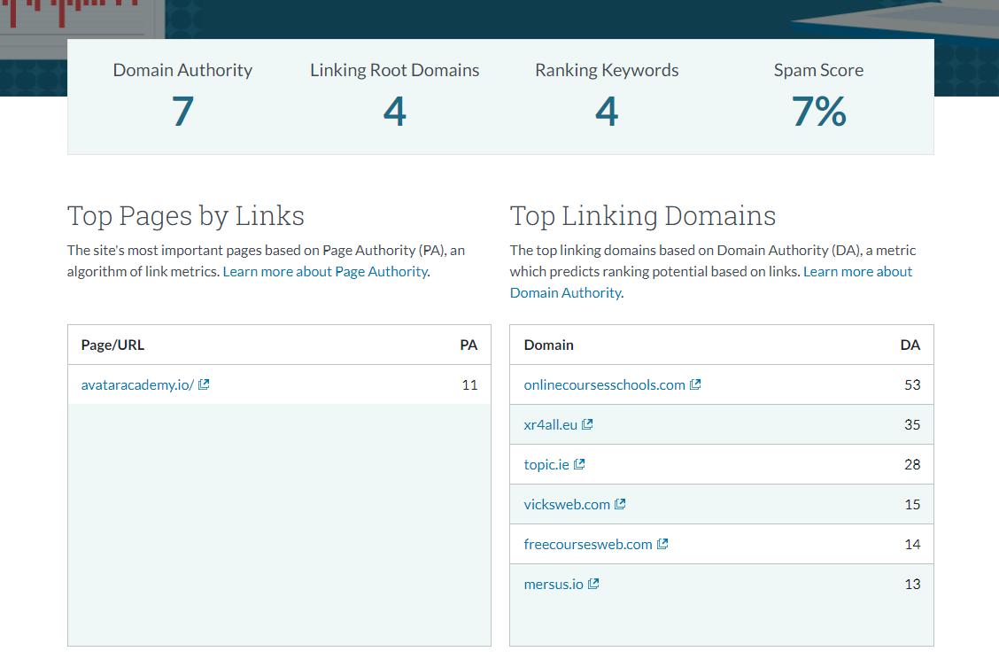 Domain Authority
7
Linking Root Domains
4
Ranking Keywords
4
Spam Score
7%
Top Pages by Links
The site's most important pages based on Page Authority (PA), an
algorithm of link metrics. Learn more about Page Authority.
Page/URL PA
avataracademy.io/ 11
Top Linking Domains
The top linking domains based on Domain Authority (DA), a metric
which predicts ranking potential based on links. Learn more about
Domain Authority.
Domain DA
onlinecoursesschools.com 53
xr4all.eu 35
topic.ie 28
vicksweb.com 15
freecoursesweb.com 14
mersus.io 13